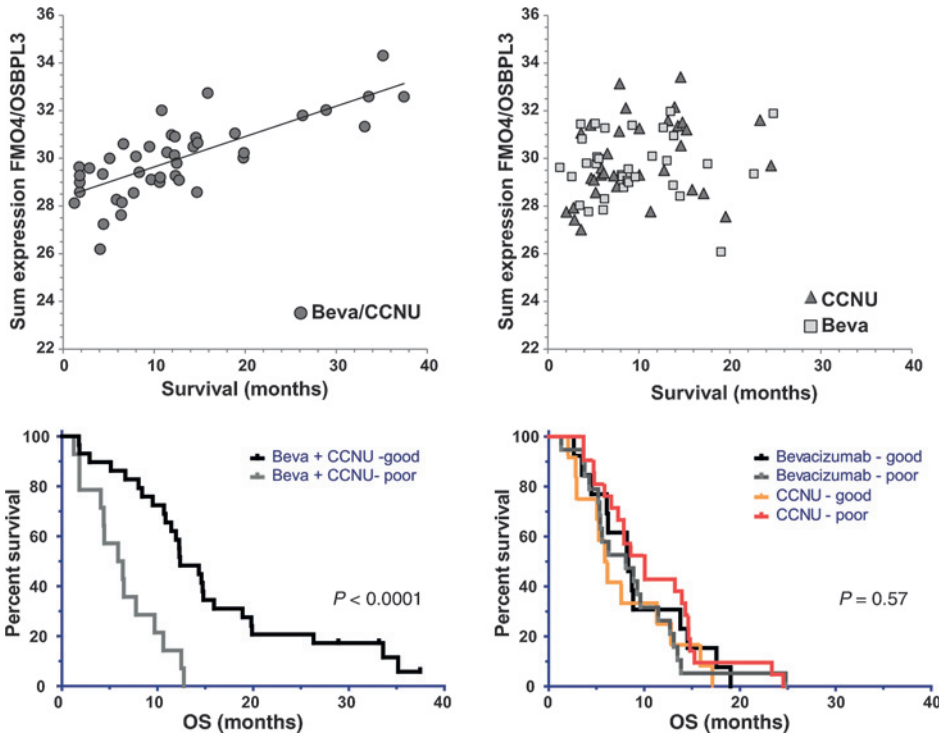 Sum expression FMO4/OSBPL3
36
34
32
30
28
26
24
22
0
10
20
30
40
Survival (months)
Beva/CCNU
Sum expression FMO4/OSBPL3
36
34
32
30
28
26
24
22
0
10
20
30
40
Survival (months)
CCNU
Beva
Percent survival
100
80
60
40
20
0
0
10
20
30
40
OS (months)
Beva + CCNU -good
Beva + CCNU- poor
P < 0.0001
Percent survival
100
80
60
40
20
0
0
10
20
30
40
OS (months)
Bevacizumab - good
Bevacizumab - poor
CCNU - good
CCNU - poor
P = 0.57